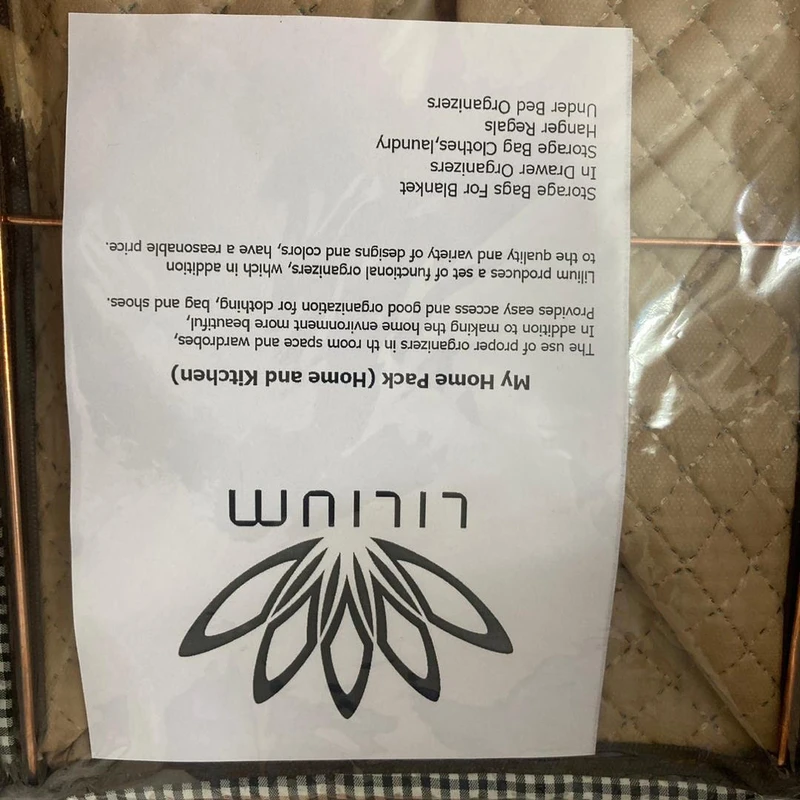 LILIUM
My Home Pack (Home and Kitchen)
The use of proper organizers in th room space and wardrobes,
In addition to making the home environment more beautiful,
Provides easy access and good organization for clothing, bag and shoes.
Lilium produces a set of functional organizers, which in addition
to the quality and variety of designs and colors, have a reasonable price.
Storage Bags For Blanket
In Drawer Organizers
Storage Bag Clothes,laundry
Hanger Regals
Under Bed Organizers